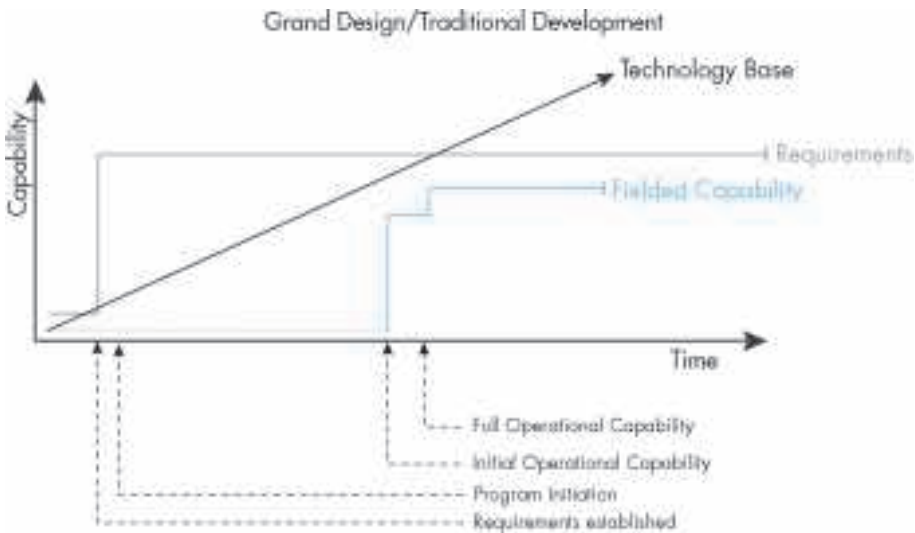 Grand Design/Traditional Development
Technology Base
Capability
Requirements
Fielded Capability
Time
Full Operational Capability
Initial Operational Capability
Program Initiation
Requirements established